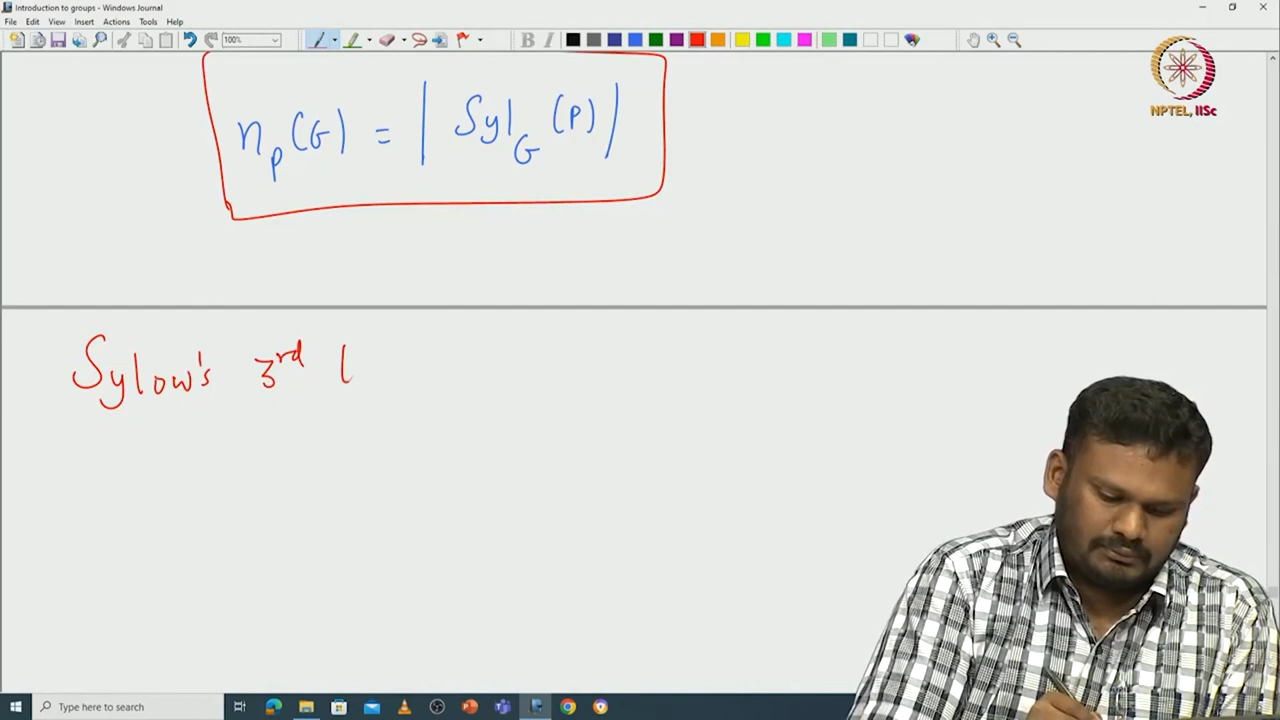 Introduction to groups - Windows Journal
File Edit View Insert Actions Tools Help
100%
B I
NPTEL, IISc
n_p(G) = | Syl_G (P) |
Sylow's 3rd (
Type here to search